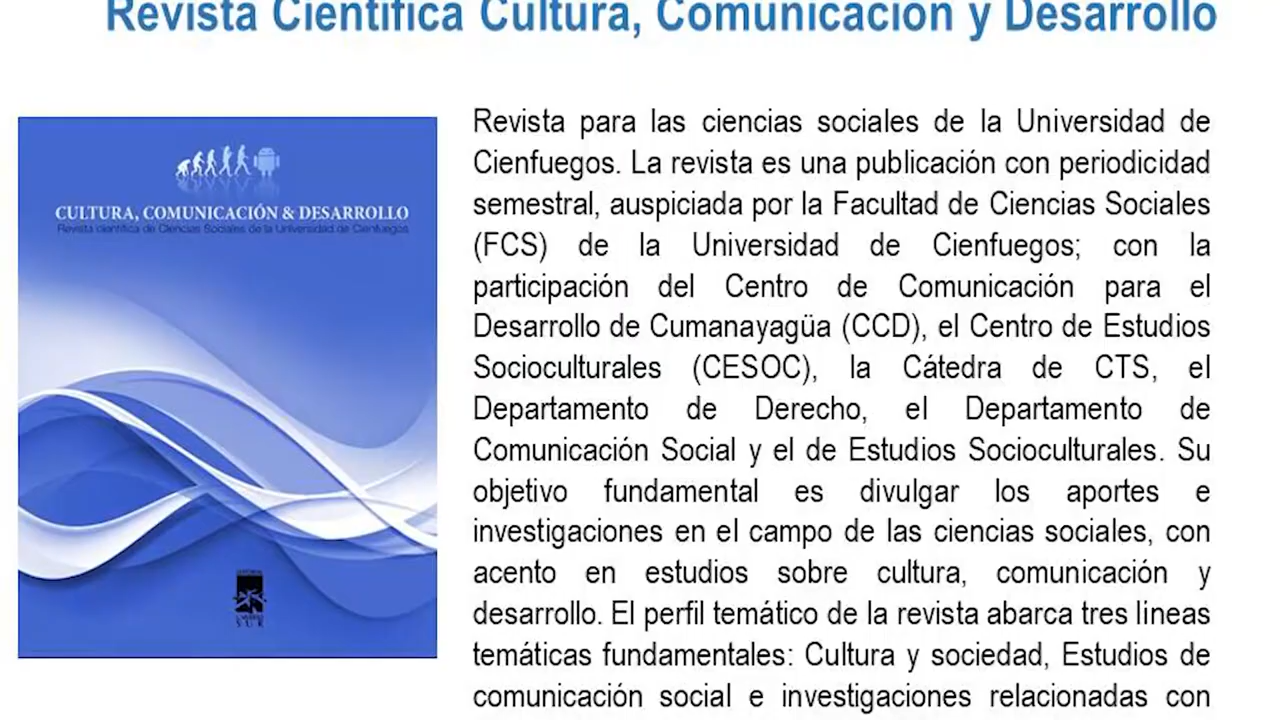 Revista Científica Cultura, Comunicación y Desarrollo
CULTURA, COMUNICACIÓN & DESARROLLO
Revista científica de Ciencias Sociales de la Universidad de Cienfuegos
SUR
Revista para las ciencias sociales de la Universidad de
Cienfuegos. La revista es una publicación con periodicidad
semestral, auspiciada por la Facultad de Ciencias Sociales
(FCS) de la Universidad de Cienfuegos; con la
participación del Centro de Comunicación para el
Desarrollo de Cumanayagüa (CCD), el Centro de Estudios
Socioculturales (CESOC), la Cátedra de CTS, el
Departamento de Derecho, el Departamento de
Comunicación Social y el de Estudios Socioculturales. Su
objetivo fundamental es divulgar los aportes e
investigaciones en el campo de las ciencias sociales, con
acento en estudios sobre cultura, comunicación y
desarrollo. El perfil temático de la revista abarca tres líneas
temáticas fundamentales: Cultura y sociedad, Estudios de
comunicación social e investigaciones relacionadas con